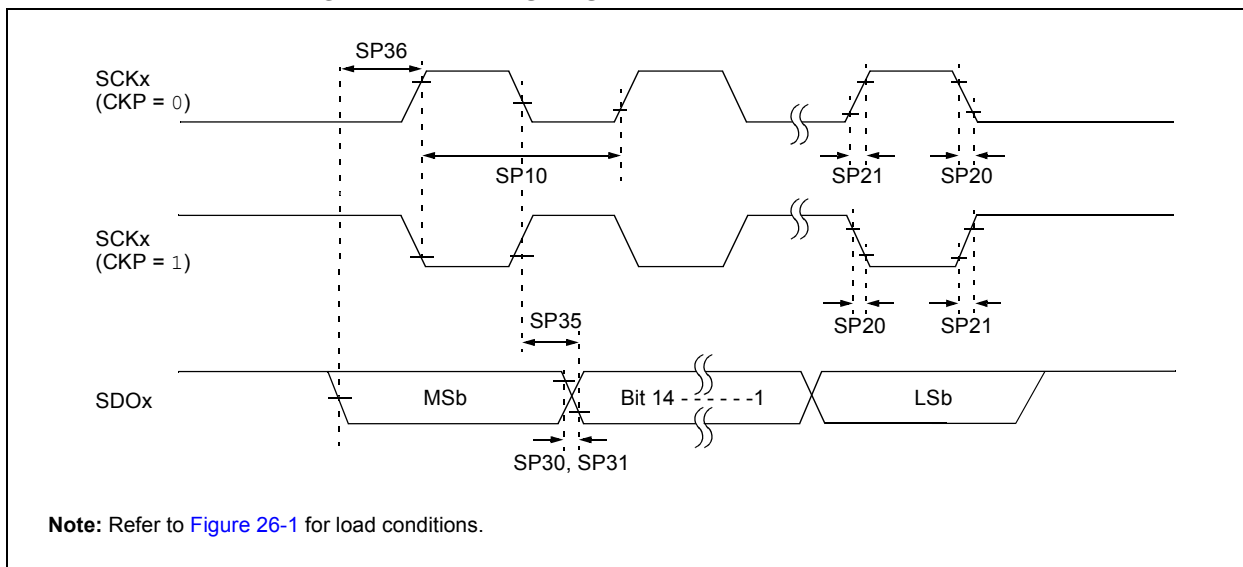 SP36
SCKx
(CKP = 0)
SP10
SP21
SP20
SCKx
(CKP = 1)
SP35
SP20
SP21
SDOx
MSb
Bit 14 - - - - - -1
LSb
SP30, SP31
Note: Refer to Figure 26-1 for load conditions.